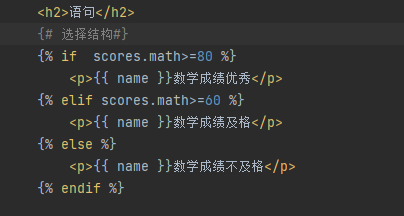 <h2>语句</h2>
{# 选择结构#}
{% if  scores.math>=80 %}
    <p>{{ name }}数学成绩优秀</p>
{% elif scores.math>=60 %}
    <p>{{ name }}数学成绩及格</p>
{% else %}
    <p>{{ name }}数学成绩不及格</p>
{% endif %}